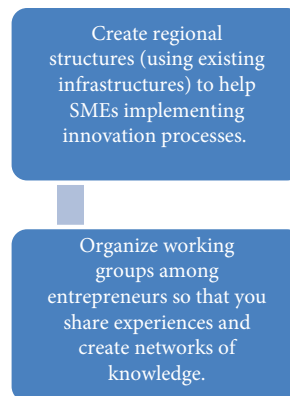 Create regional
structures (using existing
infrastructures) to help
SMEs implementing
innovation processes.
Organize working
groups among
entrepreneurs so that you
share experiences and
create networks of
knowledge.